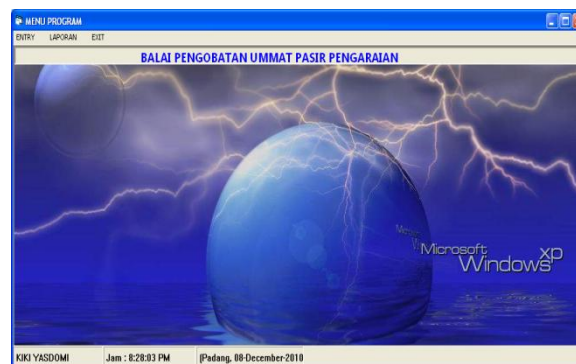 MENU PROGRAM
ENTRY LAPORAN EXIT
BALAI PENGOBATAN UMMAT PASIR PENGARAIAN
Microsoft
Windows xp
KIKI YASDOMI Jam : 8:28:03 PM (Padang, 08-December-2010